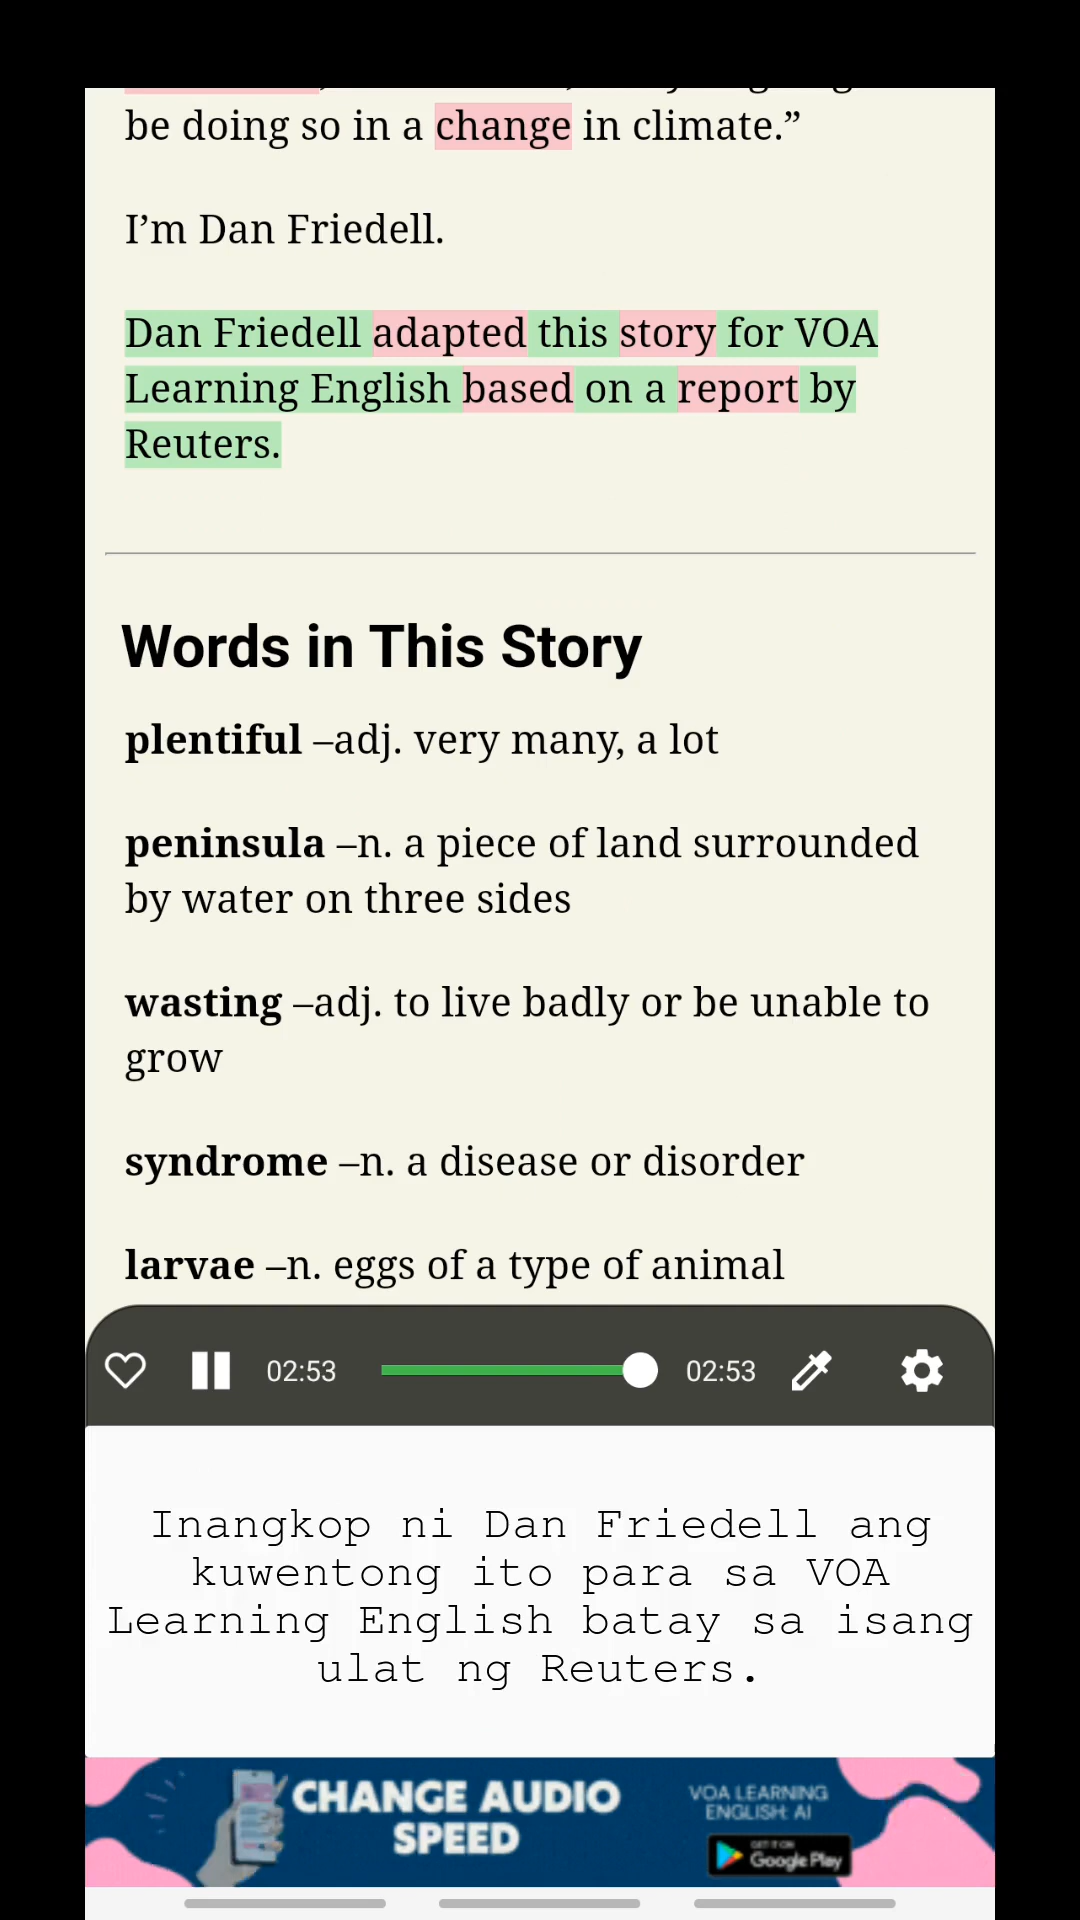 be doing so in a change in climate.”
I’m Dan Friedell.
Dan Friedell adapted this story for VOA
Learning English based on a report by
Reuters.
Words in This Story
plentiful –adj. very many, a lot
peninsula –n. a piece of land surrounded
by water on three sides
wasting –adj. to live badly or be unable to
grow
syndrome –n. a disease or disorder
larvae –n. eggs of a type of animal
02:53 02:53
Inangkop ni Dan Friedell ang
kuwentong ito para sa VOA
Learning English batay sa isang
ulat ng Reuters.
CHANGE AUDIO
SPEED
VOA LEARNING
ENGLISH: AI
GET IT ON
Google Play